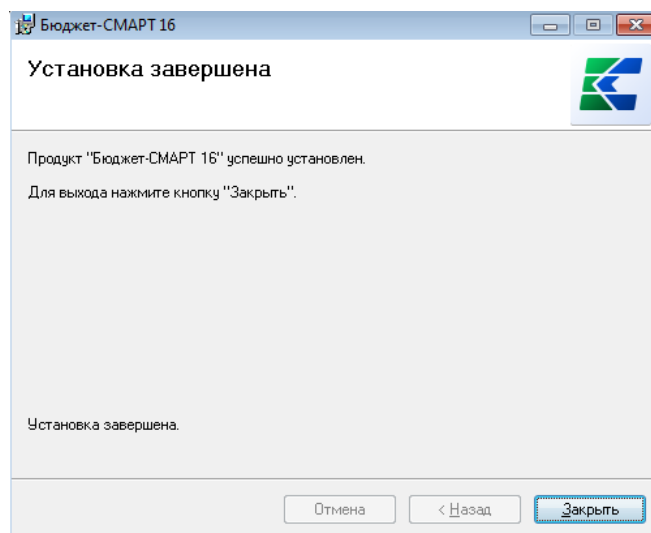 Бюджет-СМАРТ 16
Установка завершена
Продукт "Бюджет-СМАРТ 16" успешно установлен.
Для выхода нажмите кнопку "Закрыть".
Установка завершена.
Отмена < Назад Закрыть